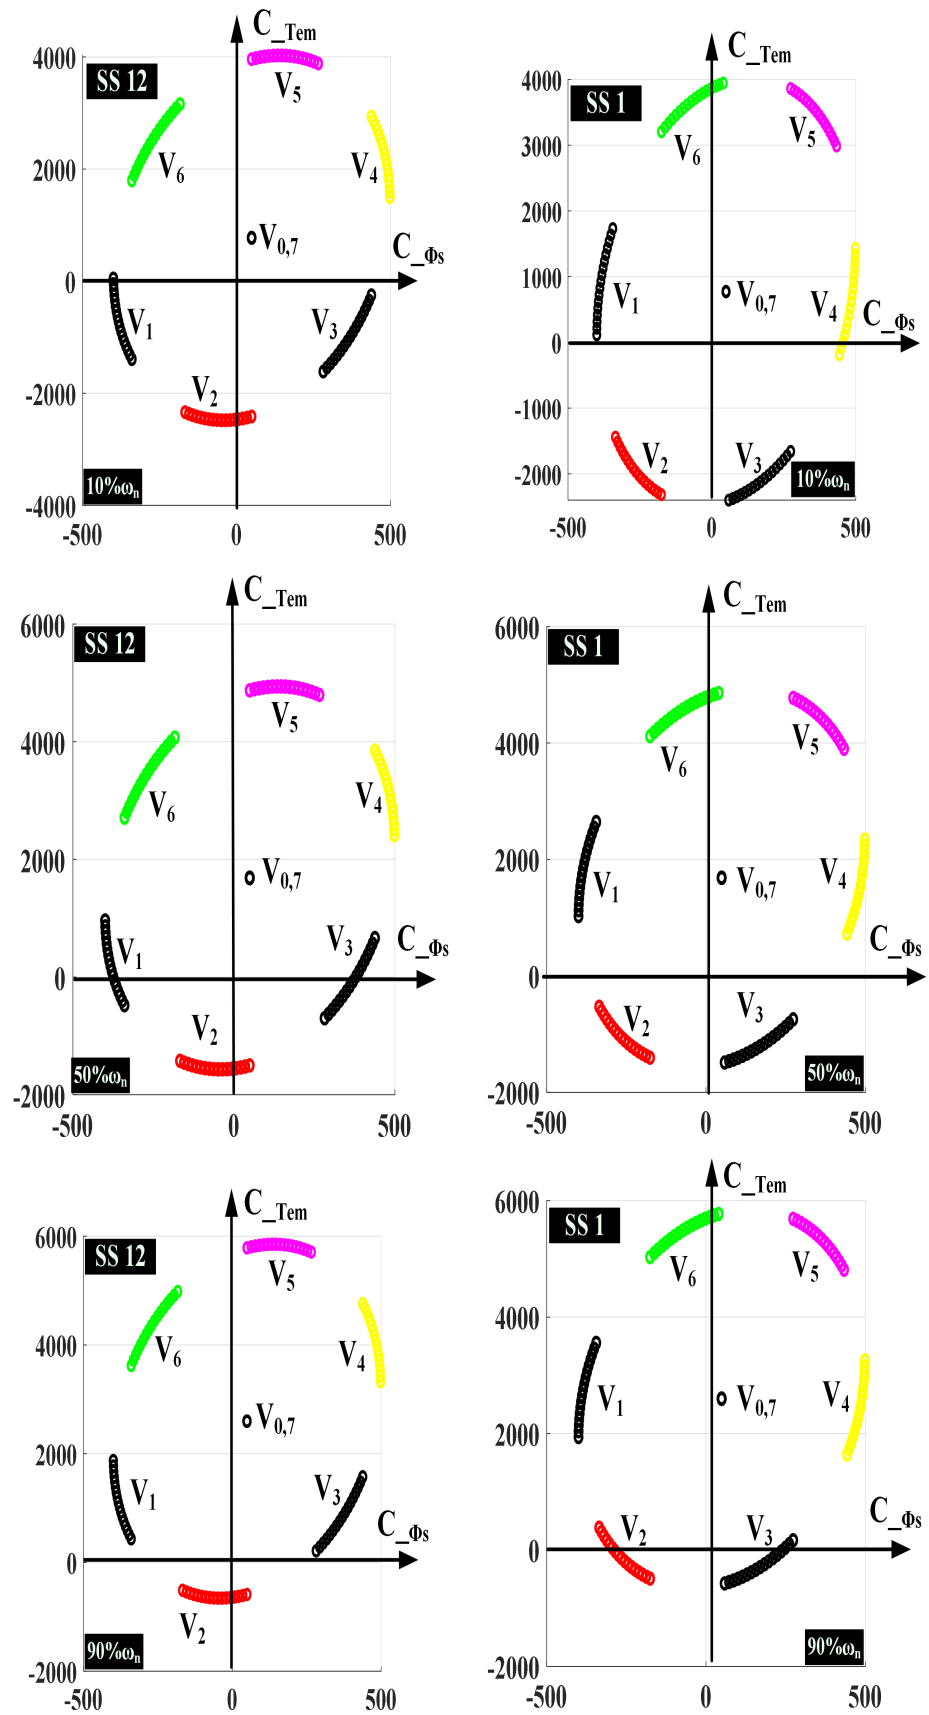 C_Tem
4000
SS 12
V5
V6
V4
2000
V0,7
C_Φs
0
V1
V3
-2000
V2
10%ωn
-4000
-500 0 500
C_Tem
4000
SS 1
V5
V6
3000
2000
V1
V0,7
V4
1000
C_Φs
0
-1000
V2
V3
-2000
10%ωn
-500 0 500
C_Tem
6000
SS 12
V5
4000
V6
V4
2000
V0,7
V1
V3
C_Φs
0
V2
50%ωn
-2000
-500 0 500
C_Tem
6000
SS 1
V5
V6
4000
2000
V1
V0,7
V4
C_Φs
0
V2
V3
50%ωn
-2000
-500 0 500
C_Tem
6000
SS 12
V5
4000
V6
V4
V0,7
2000
V1
V3
C_Φs
0
V2
90%ωn
-2000
-500 0 500
C_Tem
6000
SS 1
V5
V6
4000
V1
V0,7
V4
2000
V2
V3
C_Φs
0
90%ωn
-2000
-500 0 500